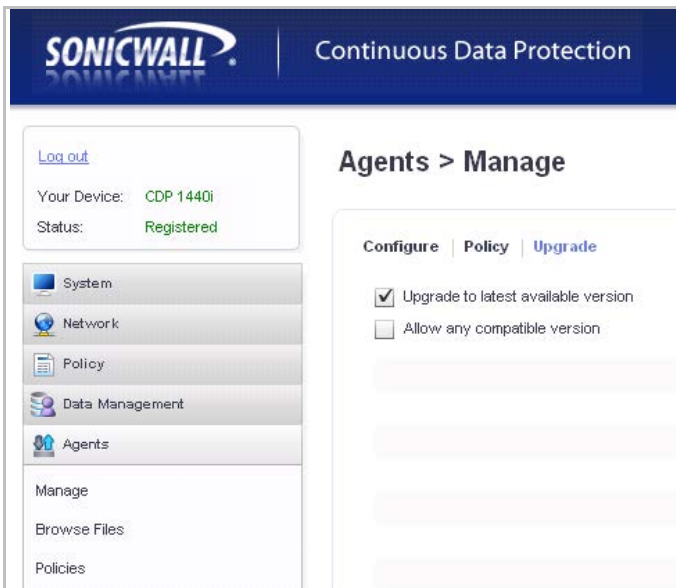 SONICWALL
Continuous Data Protection
Log out
Your Device: CDP 1440i
Status: Registered
System
Network
Policy
Data Management
Agents
Manage
Browse Files
Policies
Agents > Manage
Configure | Policy | Upgrade
Upgrade to latest available version
Allow any compatible version